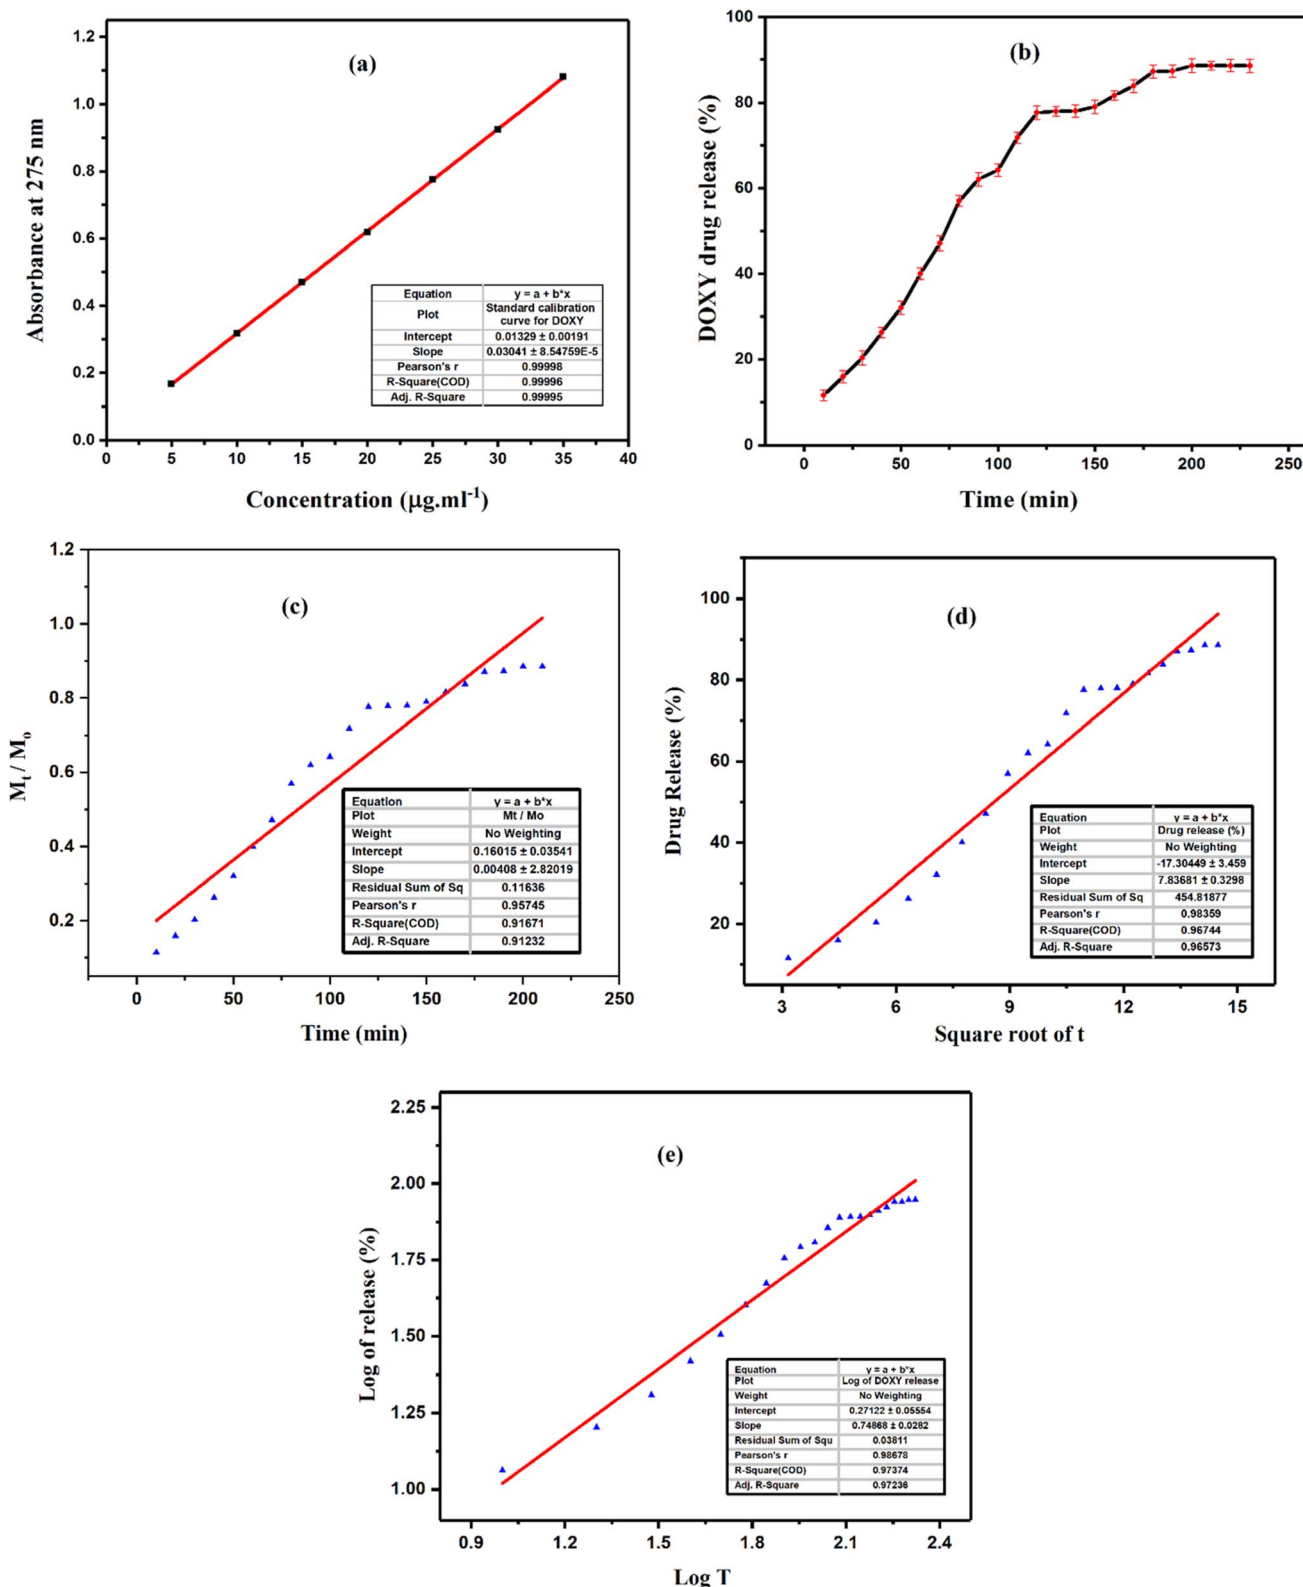 (a)
Absorbance at 275 nm
1.2
1.0
0.8
0.6
0.4
0.2
0.0
Equation y = a + b*x
Plot Standard calibration
curve for DOXY
Intercept 0.01329 ± 0.00191
Slope 0.03041 ± 8.54759E-5
Pearson's r 0.99998
R-Square(COD) 0.99996
Adj. R-Square 0.99995
0 5 10 15 20 25 30 35 40
Concentration (µg.ml⁻¹)
(b)
DOXY drug release (%)
100
80
60
40
20
0
0 50 100 150 200 250
Time (min)
(c)
Mt / Mo
1.2
1.0
0.8
0.6
0.4
0.2
Equation y = a + b*x
Plot Mt / Mo
Weight No Weighting
Intercept 0.16015 ± 0.03541
Slope 0.00408 ± 2.82019
Residual Sum of Sq 0.11636
Pearson's r 0.95745
R-Square(COD) 0.91671
Adj. R-Square 0.91232
0 50 100 150 200 250
Time (min)
(d)
Drug Release (%)
100
80
60
40
20
Equation y = a + b*x
Plot Drug release (%)
Weight No Weighting
Intercept -17.30449 ± 3.459
Slope 7.83681 ± 0.3298
Residual Sum of Sq 454.81877
Pearson's r 0.98359
R-Square(COD) 0.96744
Adj. R-Square 0.96573
3 6 9 12 15
Square root of t
(e)
Log of release (%)
2.25
2.00
1.75
1.50
1.25
1.00
Equation y = a + b*x
Plot Log of DOXY release
Weight No Weighting
Intercept 0.27122 ± 0.05554
Slope 0.74868 ± 0.0282
Residual Sum of Squ 0.03811
Pearson's r 0.98678
R-Square(COD) 0.97374
Adj. R-Square 0.97236
0.9 1.2 1.5 1.8 2.1 2.4
Log T